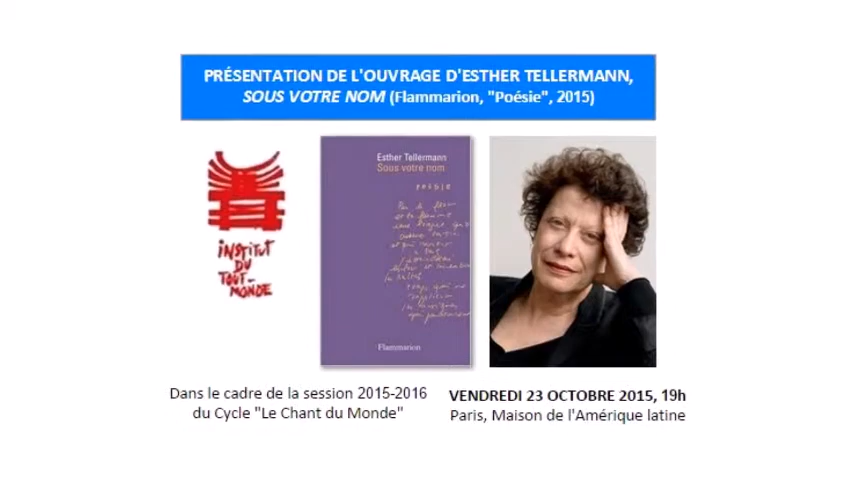 PRÉSENTATION DE L'OUVRAGE D'ESTHER TELLERMANN,
SOUS VOTRE NOM (Flammarion, "Poésie", 2015)
INSTITUT
DU
TOUT-
MONDE
Esther Tellermann
Sous votre nom
POÉSIE
Flammarion
Dans le cadre de la session 2015-2016
du Cycle "Le Chant du Monde"
VENDREDI 23 OCTOBRE 2015, 19h
Paris, Maison de l'Amérique latine